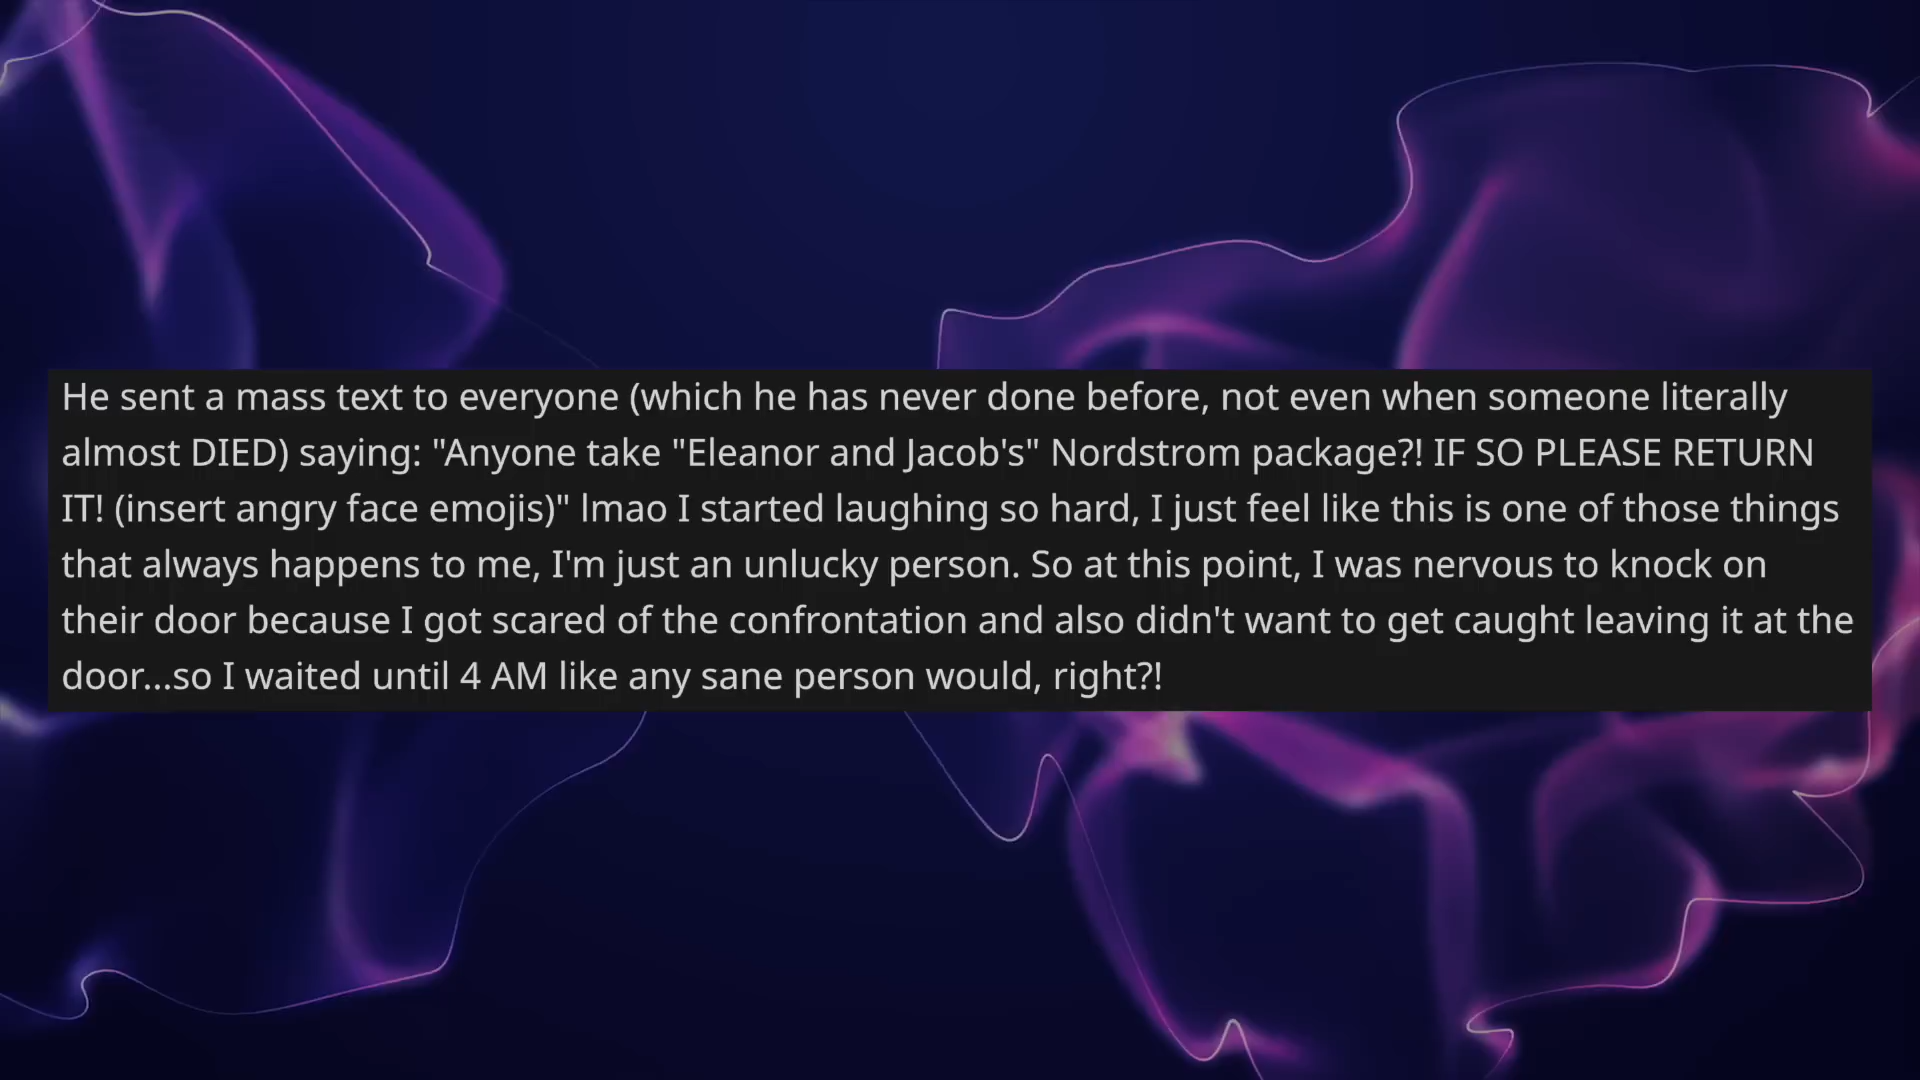 He sent a mass text to everyone (which he has never done before, not even when someone literally
almost DIED) saying: "Anyone take "Eleanor and Jacob's" Nordstrom package?! IF SO PLEASE RETURN
IT! (insert angry face emojis)" lmao I started laughing so hard, I just feel like this is one of those things
that always happens to me, I'm just an unlucky person. So at this point, I was nervous to knock on
their door because I got scared of the confrontation and also didn't want to get caught leaving it at the
door...so I waited until 4 AM like any sane person would, right?!